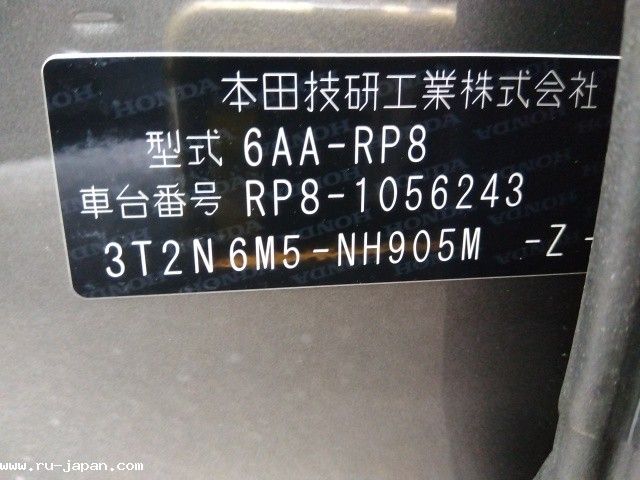 本田技研工業株式会社
型式 6AA-RP8
車台番号 RP8-1056243
3T2N6M5-NH905M -Z -
www.ru-japan.com